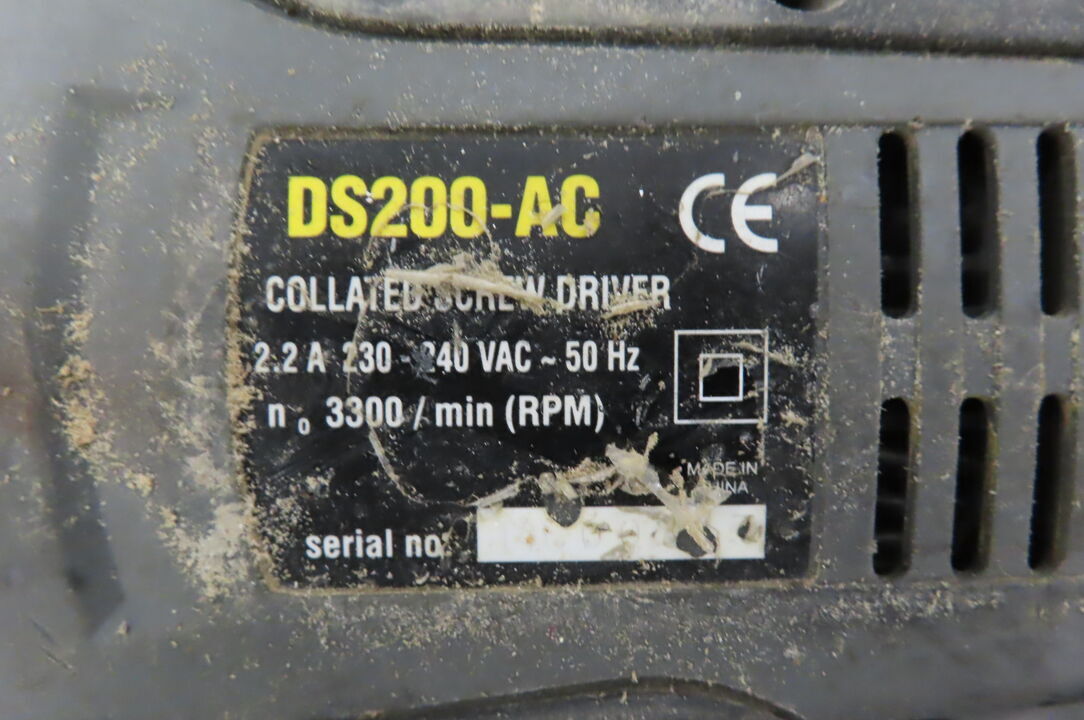 DS200-AC
CE
COLLATED SCREW DRIVER
2.2 A 230 - 240 VAC ~ 50 Hz
n₀ 3300 / min (RPM)
MADE IN
CHINA
serial no: